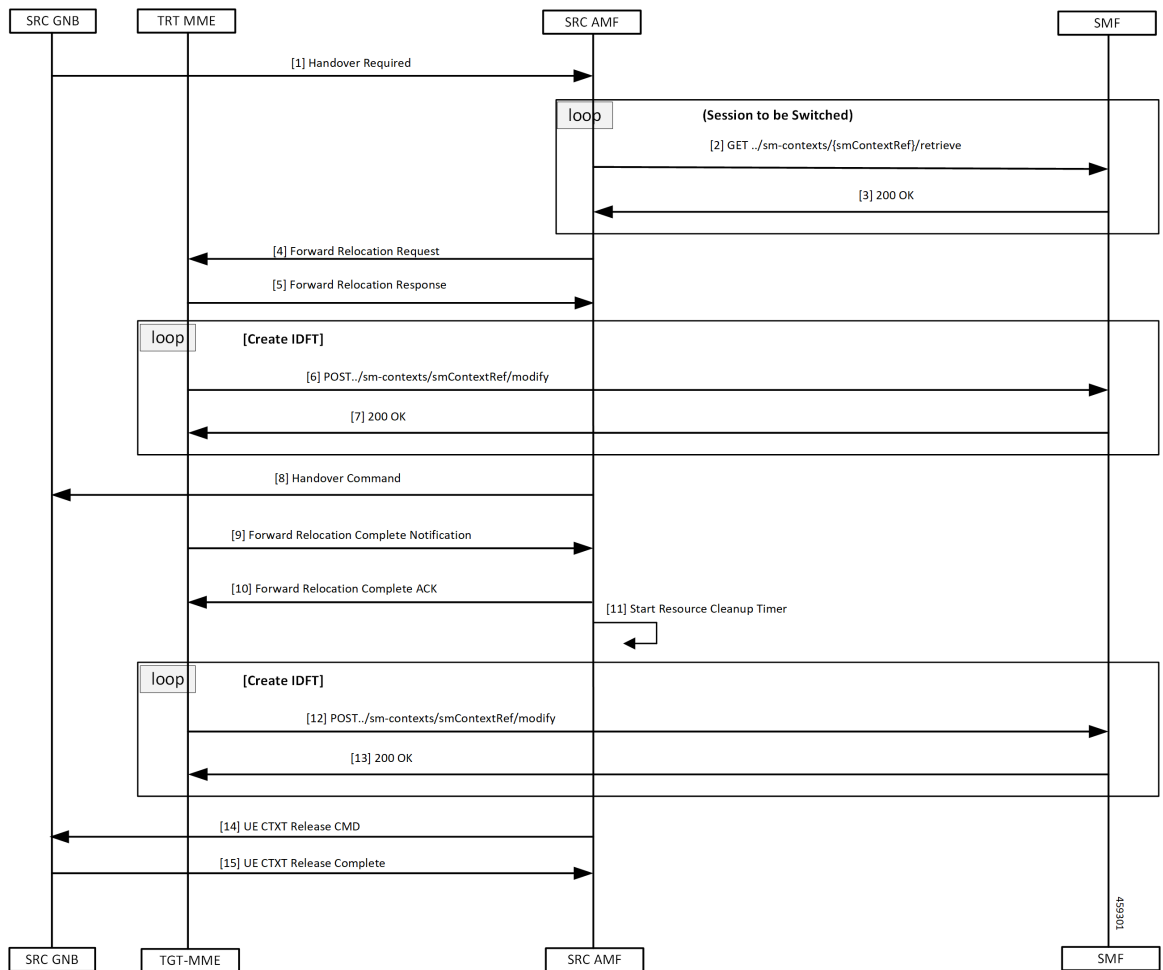 SRC GNB
TRT MME
SRC AMF
SMF
[1] Handover Required
loop
(Session to be Switched)
[2] GET ../sm-contexts/{smContextRef}/retrieve
[3] 200 OK
[4] Forward Relocation Request
[5] Forward Relocation Response
loop
[Create IDFT]
[6] POST../sm-contexts/smContextRef/modify
[7] 200 OK
[8] Handover Command
[9] Forward Relocation Complete Notification
[10] Forward Relocation Complete ACK
[11] Start Resource Cleanup Timer
loop
[Create IDFT]
[12] POST../sm-contexts/smContextRef/modify
[13] 200 OK
[14] UE CTXT Release CMD
[15] UE CTXT Release Complete
459301
SRC GNB
TGT-MME
SRC AMF
SMF